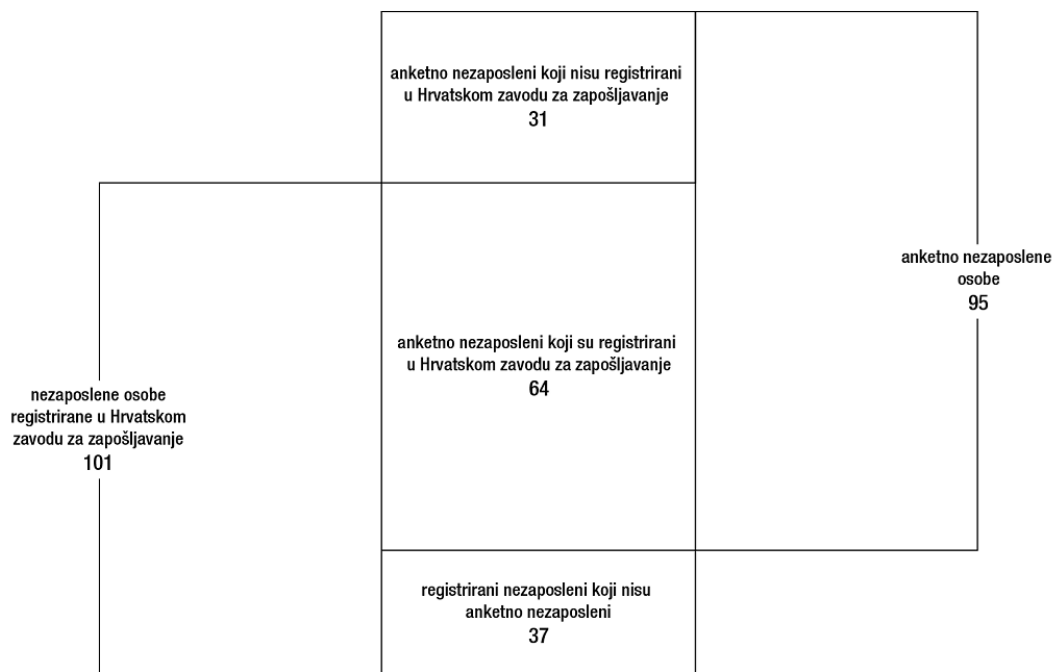 anketno nezaposleni koji nisu registrirani
u Hrvatskom zavodu za zapošljavanje
31
anketno nezaposlene
osobe
95
anketno nezaposleni koji su registrirani
u Hrvatskom zavodu za zapošljavanje
64
nezaposlene osobe
registrirane u Hrvatskom
zavodu za zapošljavanje
101
registrirani nezaposleni koji nisu
anketno nezaposleni
37